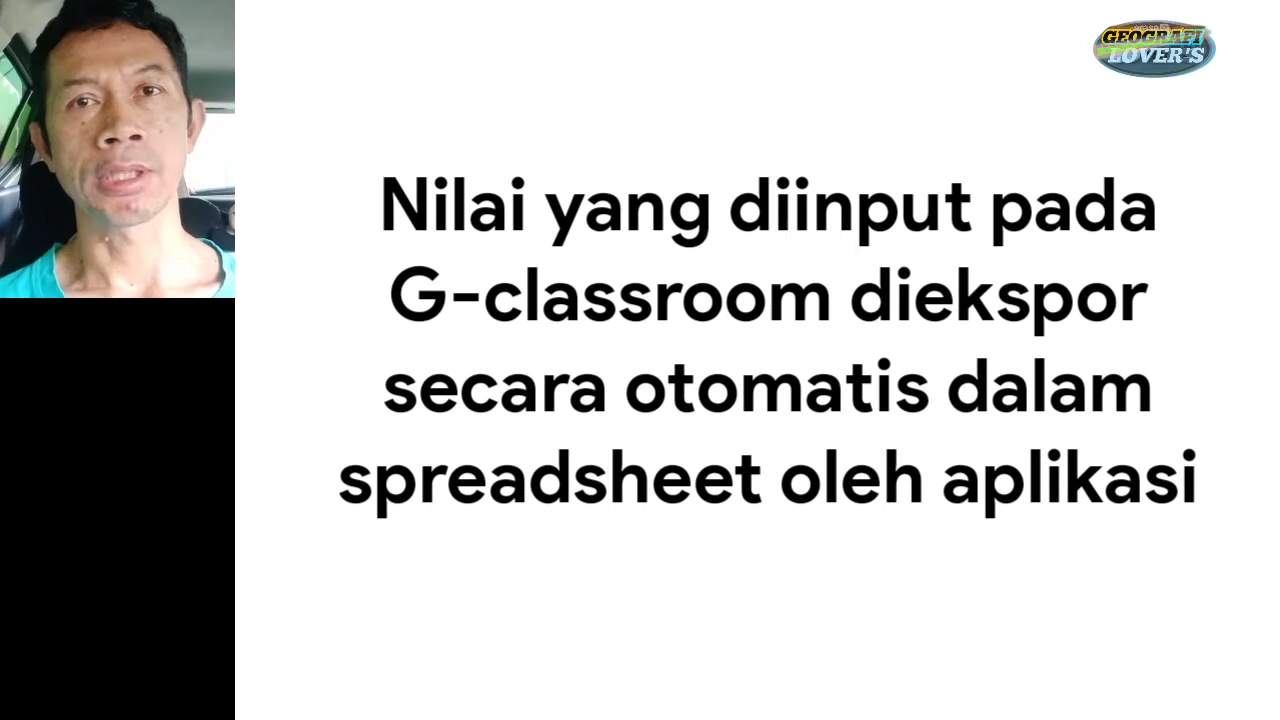 GEOGRAFI
LOVER'S
Nilai yang diinput pada
G-classroom diekspor
secara otomatis dalam
spreadsheet oleh aplikasi